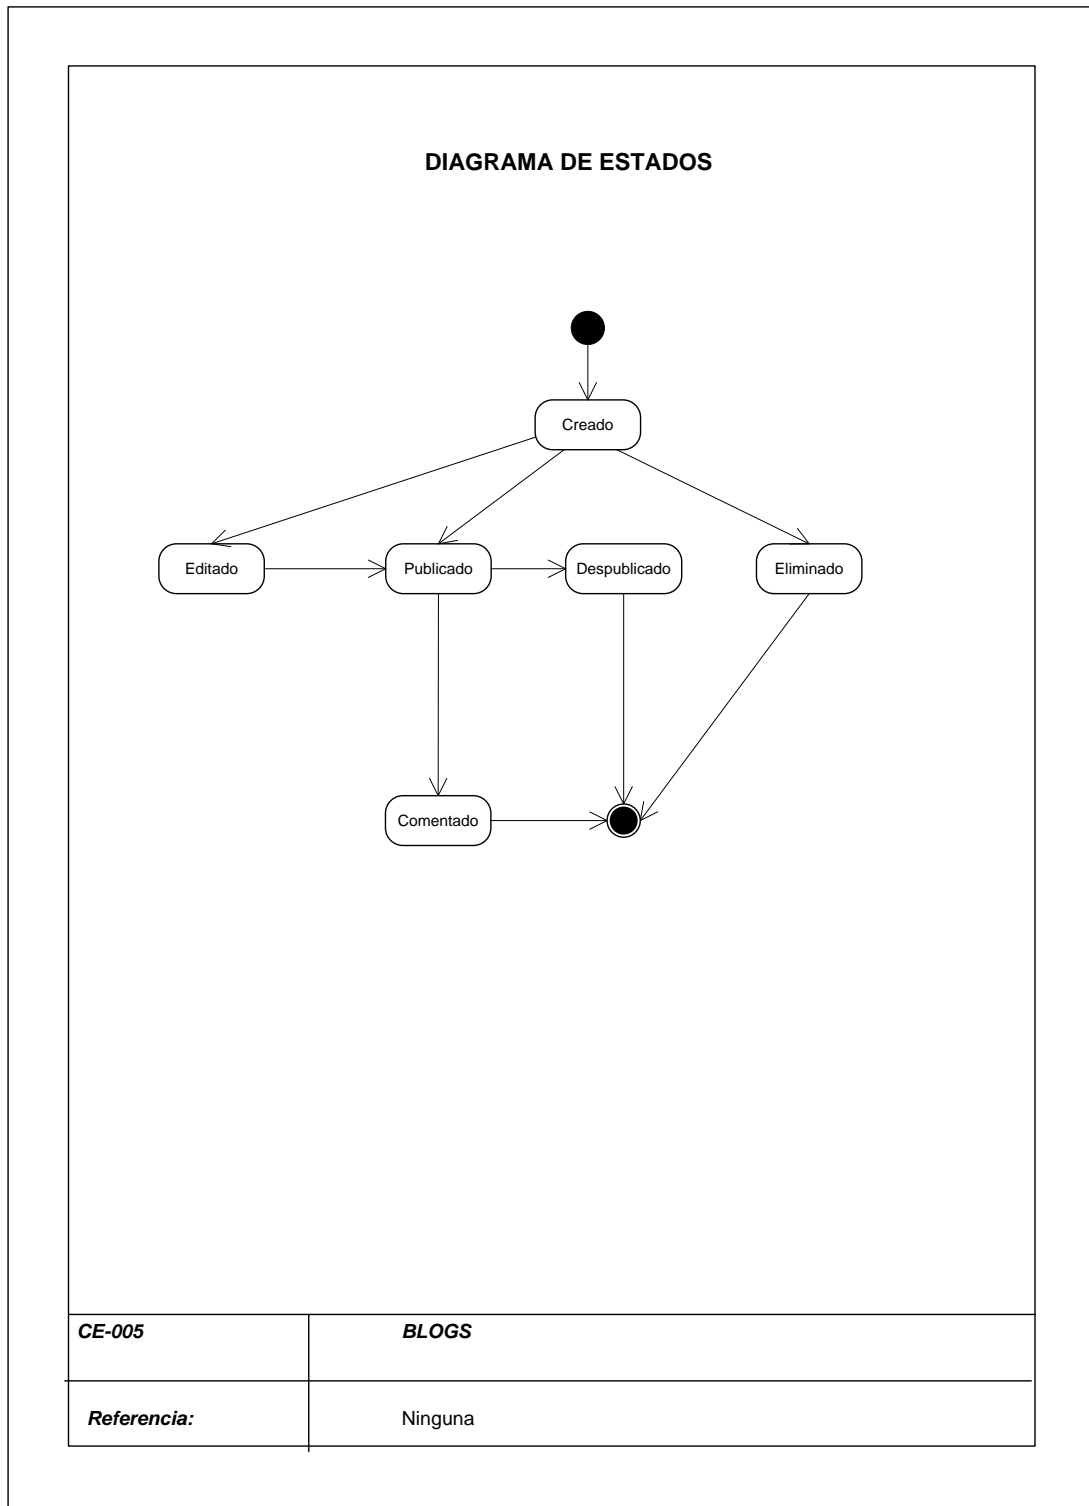 DIAGRAMA DE ESTADOS
Creado
Editado
Publicado
Despublicado
Eliminado
Comentado
CE-005
BLOGS
Referencia:
Ninguna